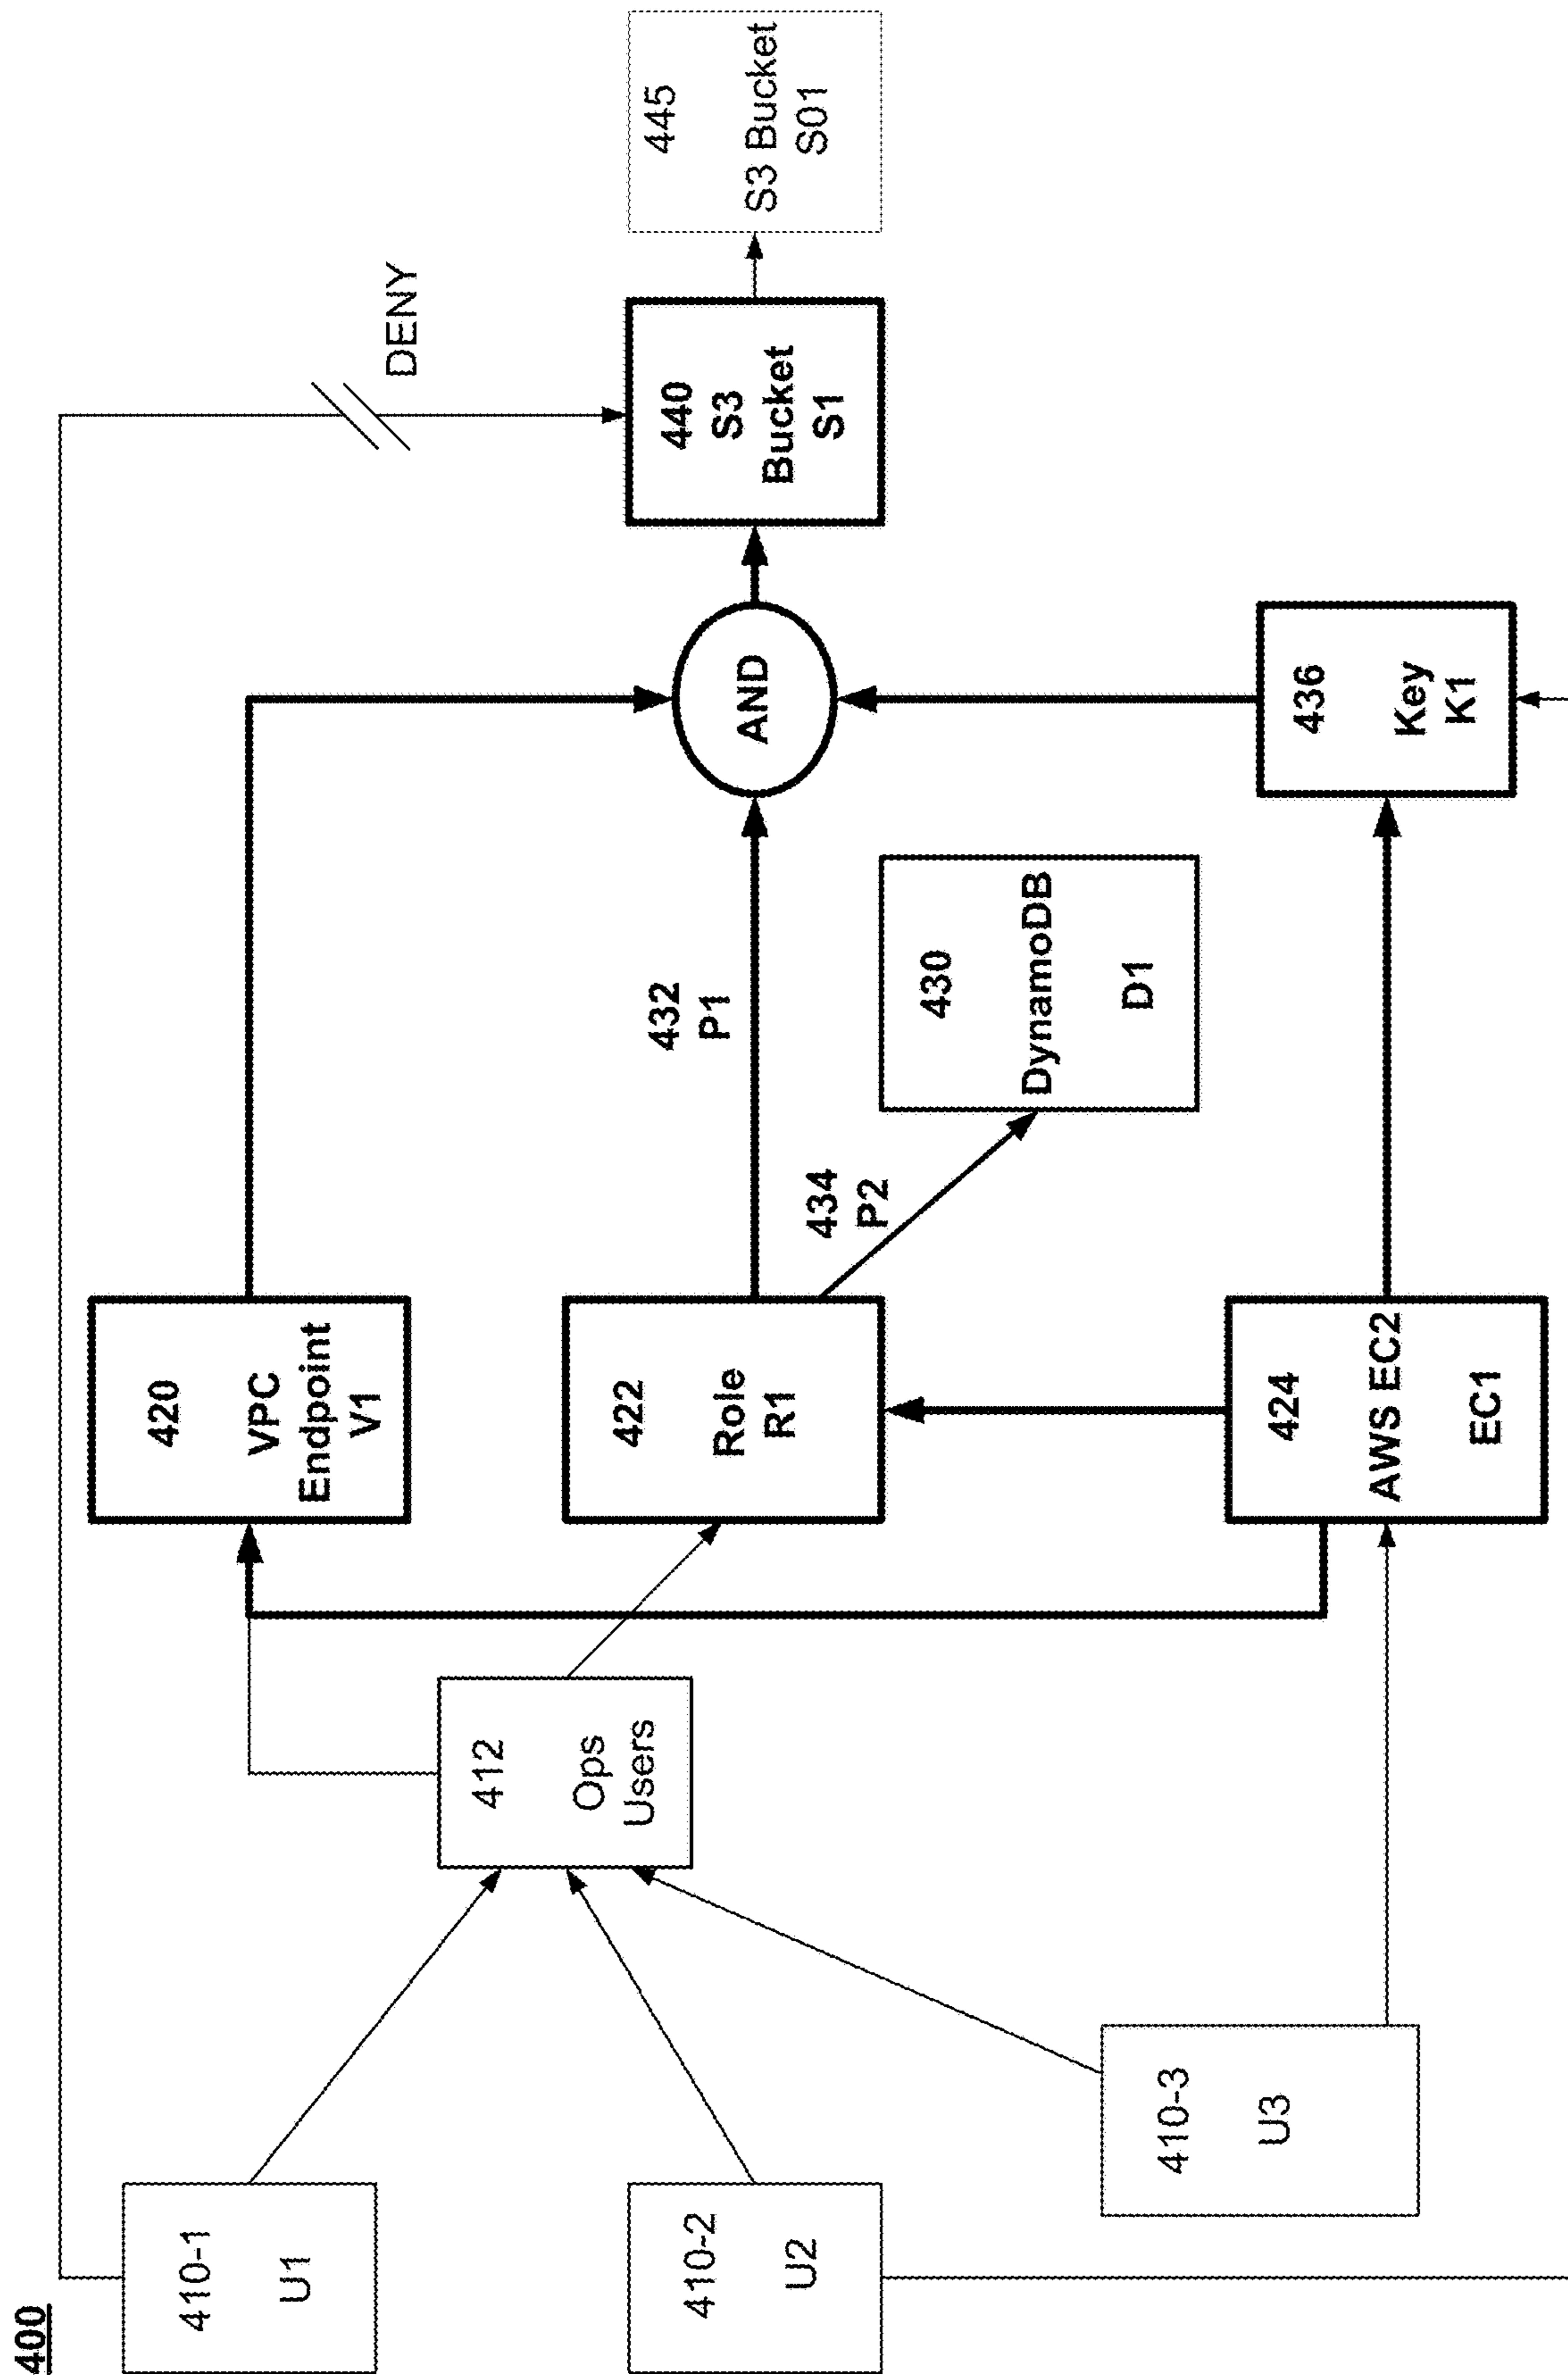 400
410-1
U1
410-2
U2
410-3
U3
412
Ops
Users
420
VPC
Endpoint
V1
422
Role
R1
424
AWS EC2
EC1
432
P1
434
P2
430
DynamoDB
D1
AND
436
Key
K1
DENY
440
S3
Bucket
S1
445
S3 Bucket
S01